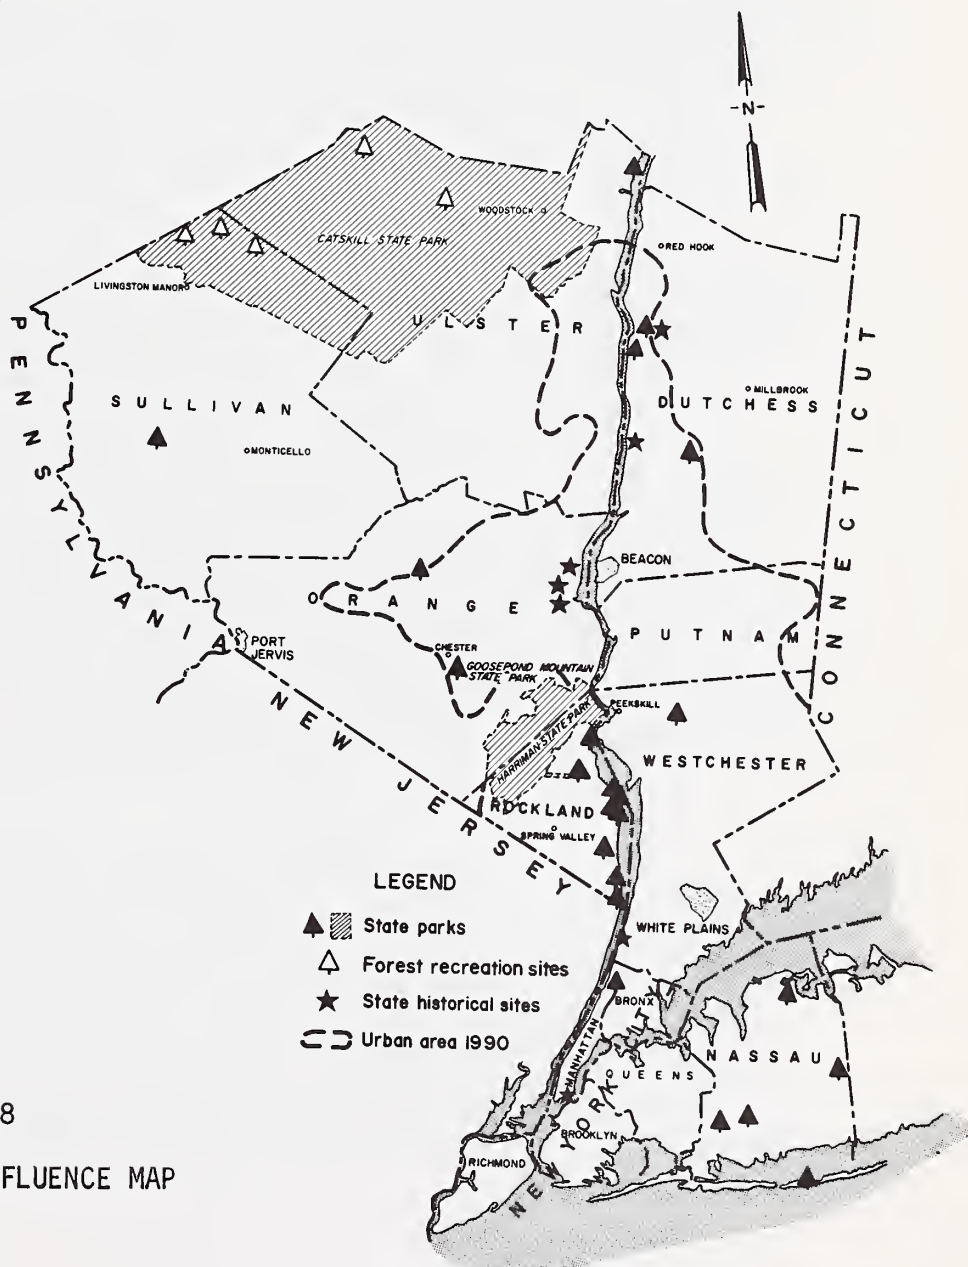 -N-
WOODSTOCK
CATSKILL STATE PARK
RED HOOK
LIVINGSTON MANOR
ULSTER
PENNSYLVANIA
SULLIVAN
MONTICELLO
MILLBROOK
DUTCHESS
CONNECTICUT
BEACON
ORANGE
PUTNAM
PORT
JERVIS
CHESTER
GOOSEPOND MOUNTAIN
STATE PARK
HARRIMAN STATE PARK
PEEKSKILL
NEW JERSEY
WESTCHESTER
ROCKLAND
SPRING VALLEY
LEGEND
State parks
Forest recreation sites
State historical sites
Urban area 1990
WHITE PLAINS
BRONX
MANHATTAN
NASSAU
QUEENS
NEW YORK CITY
BROOKLYN
RICHMOND
8
FLUENCE MAP